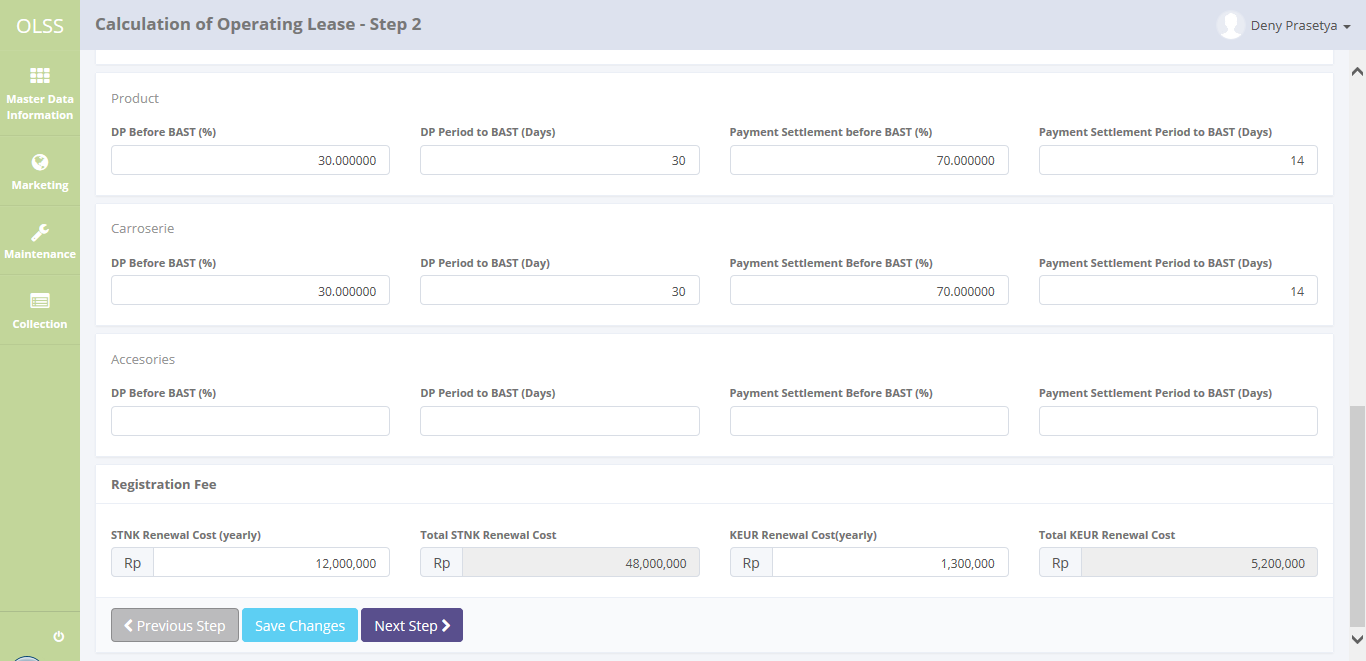 OLSS
Calculation of Operating Lease - Step 2
Deny Prasetya
Master Data
Information
Marketing
Maintenance
Collection
Product
DP Before BAST (%)
DP Period to BAST (Days)
Payment Settlement before BAST (%)
Payment Settlement Period to BAST (Days)
30.000000
30
70.000000
14
Carroserie
DP Before BAST (%)
DP Period to BAST (Day)
Payment Settlement Before BAST (%)
Payment Settlement Period to BAST (Days)
30.000000
30
70.000000
14
Accesories
DP Before BAST (%)
DP Period to BAST (Days)
Payment Settlement Before BAST (%)
Payment Settlement Period to BAST (Days)
Registration Fee
STNK Renewal Cost (yearly)
Total STNK Renewal Cost
KEUR Renewal Cost(yearly)
Total KEUR Renewal Cost
Rp 12,000,000
Rp 48,000,000
Rp 1,300,000
Rp 5,200,000
Previous Step
Save Changes
Next Step